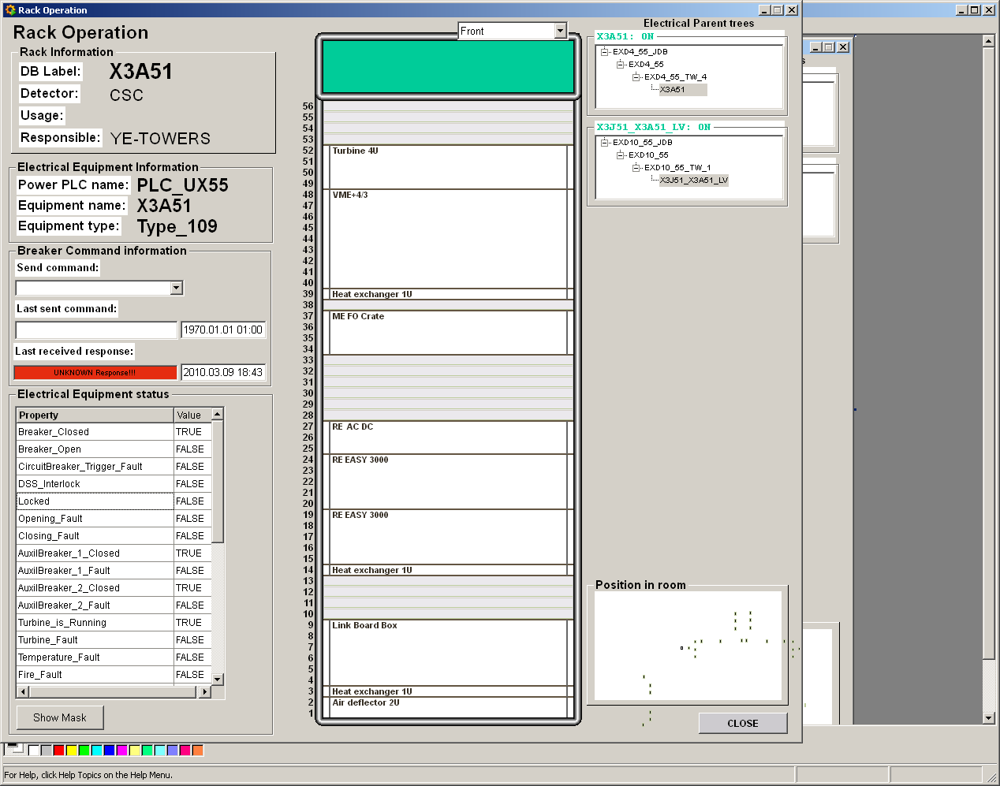 Rack Operation
Rack Operation
Rack Information
DB Label: X3A51
Detector: CSC
Usage:
Responsible: YE-TOWERS
Electrical Equipment Information
Power PLC name: PLC_UX55
Equipment name: X3A51
Equipment type: Type_109
Breaker Command information
Send command:
Last sent command:
1970.01.01 01:00
Last received response:
UNKNOWN Response!!! 2010.03.09 18:43
Electrical Equipment status
Property Value
Breaker_Closed TRUE
Breaker_Open FALSE
CircuitBreaker_Trigger_Fault FALSE
DSS_Interlock FALSE
Locked FALSE
Opening_Fault FALSE
Closing_Fault FALSE
AuxilBreaker_1_Closed TRUE
AuxilBreaker_1_Fault FALSE
AuxilBreaker_2_Closed TRUE
AuxilBreaker_2_Fault FALSE
Turbine_is_Running TRUE
Turbine_Fault FALSE
Temperature_Fault FALSE
Fire_Fault FALSE
Show Mask
Front
56
55
54
53
52 Turbine 4U
51
50
49
48 VME+4/3
47
46
45
44
43
42
41
40
39 Heat exchanger 1U
38
37 ME FO Crate
36
35
34
33
32
31
30
29
28
27 RE AC DC
26
25
24 RE EASY 3000
23
22
21
20
19 RE EASY 3000
18
17
16
15
14 Heat exchanger 1U
13
12
11
10
9 Link Board Box
8
7
6
5
4
3 Heat exchanger 1U
2 Air deflector 2U
1
Electrical Parent trees
X3A51: ON
EXD4_55_JDB
EXD4_55
EXD4_55_TW_4
X3A51
X3J51_X3A51_LV: ON
EXD10_55_JDB
EXD10_55
EXD10_55_TW_1
X3J51_X3A51_LV
Position in room
CLOSE
s
For Help, click Help Topics on the Help Menu.